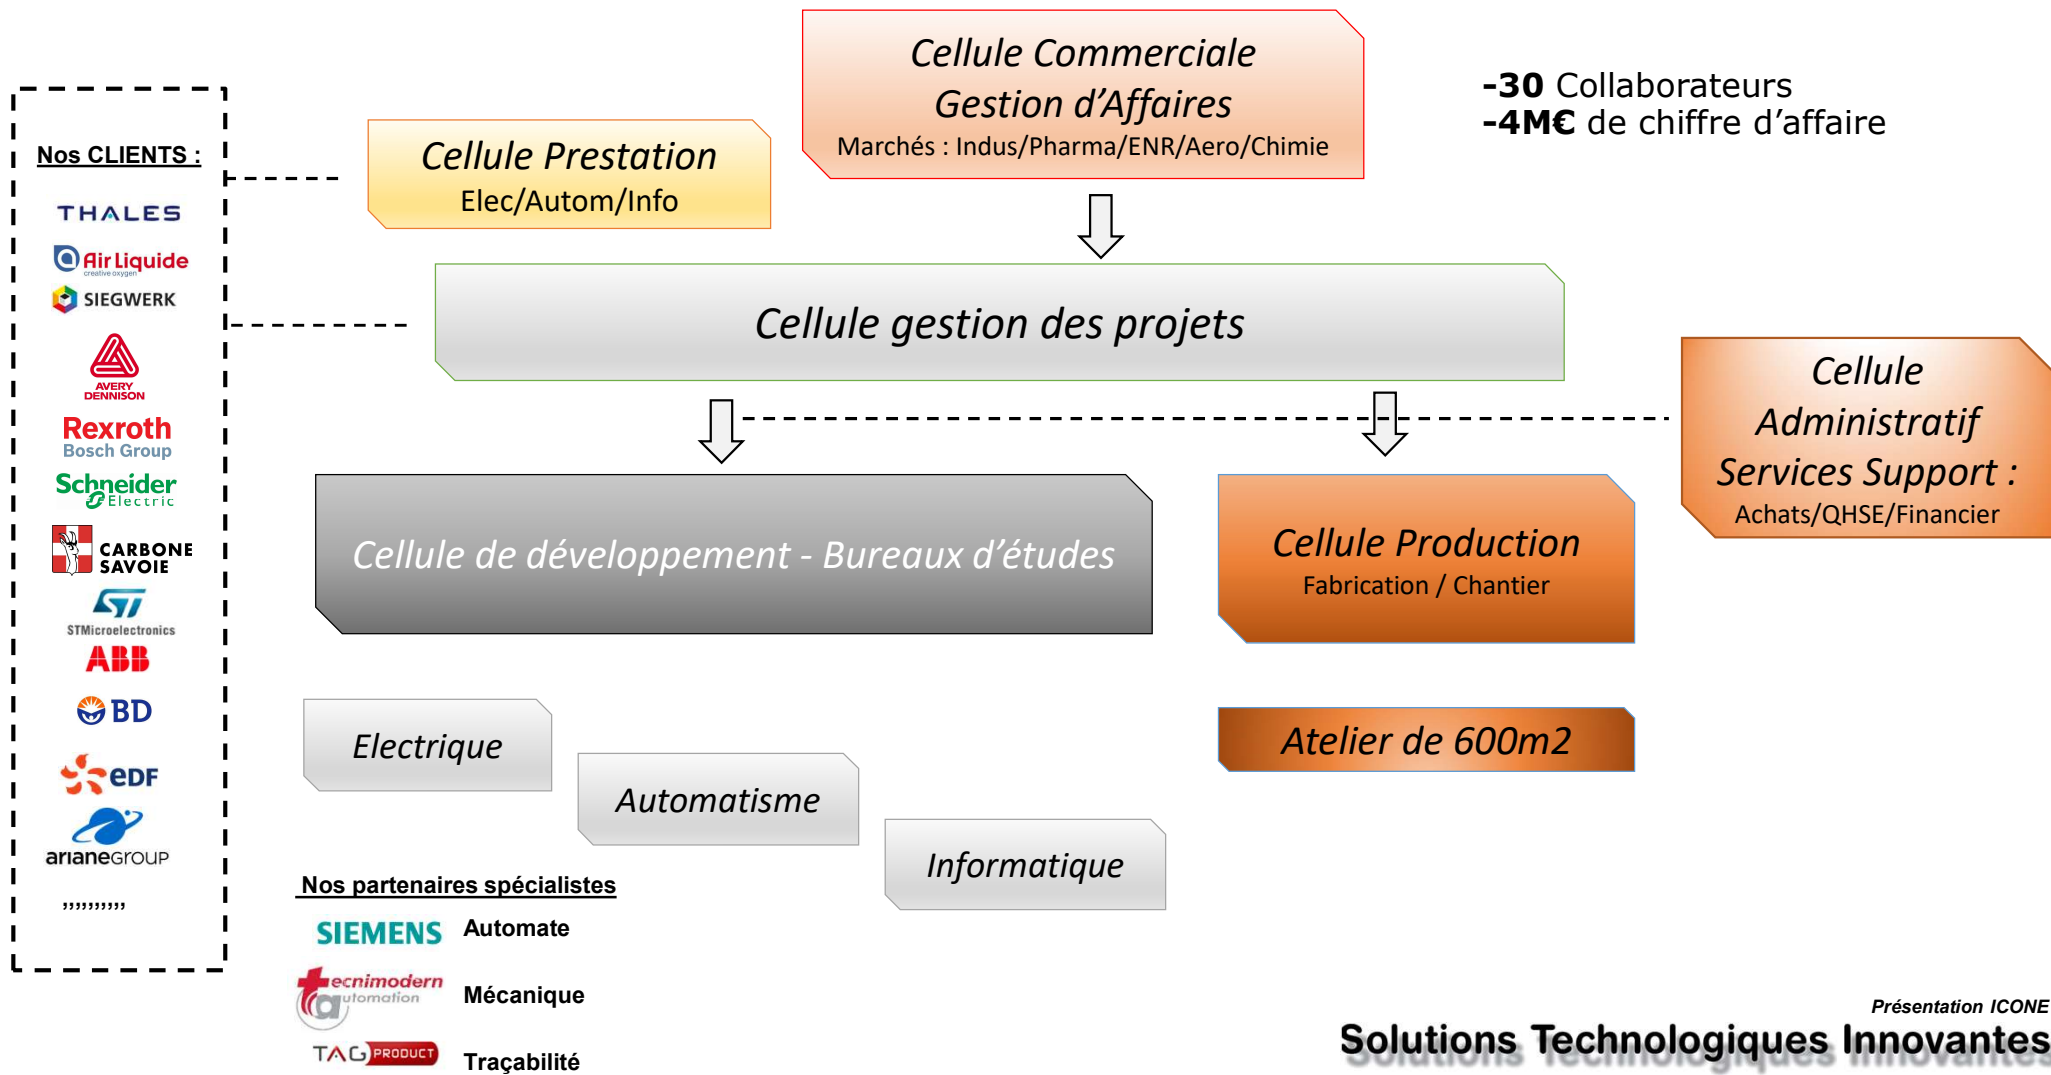 Cellule Commerciale
Gestion d'Affaires
Marchés : Indus/Pharma/ENR/Aero/Chimie
-30 Collaborateurs
-4M€ de chiffre d'affaire
Nos CLIENTS :
THALES
Air Liquide
creative oxygen
SIEGWERK
AVERY
DENNISON
Rexroth
Bosch Group
Schneider
Electric
CARBONE
SAVOIE
ST
STMicroelectronics
ABB
BD
eDF
arianeGROUP
,,,,,,,,,,
Cellule Prestation
Elec/Autom/Info
Cellule gestion des projets
Cellule
Administratif
Services Support :
Achats/QHSE/Financier
Cellule de développement - Bureaux d'études
Cellule Production
Fabrication / Chantier
Electrique
Automatisme
Informatique
Atelier de 600m2
Nos partenaires spécialistes
SIEMENS Automate
tecnimodern
automation
Mécanique
TAG PRODUCT
Traçabilité
Présentation ICONE
Solutions Technologiques Innovantes